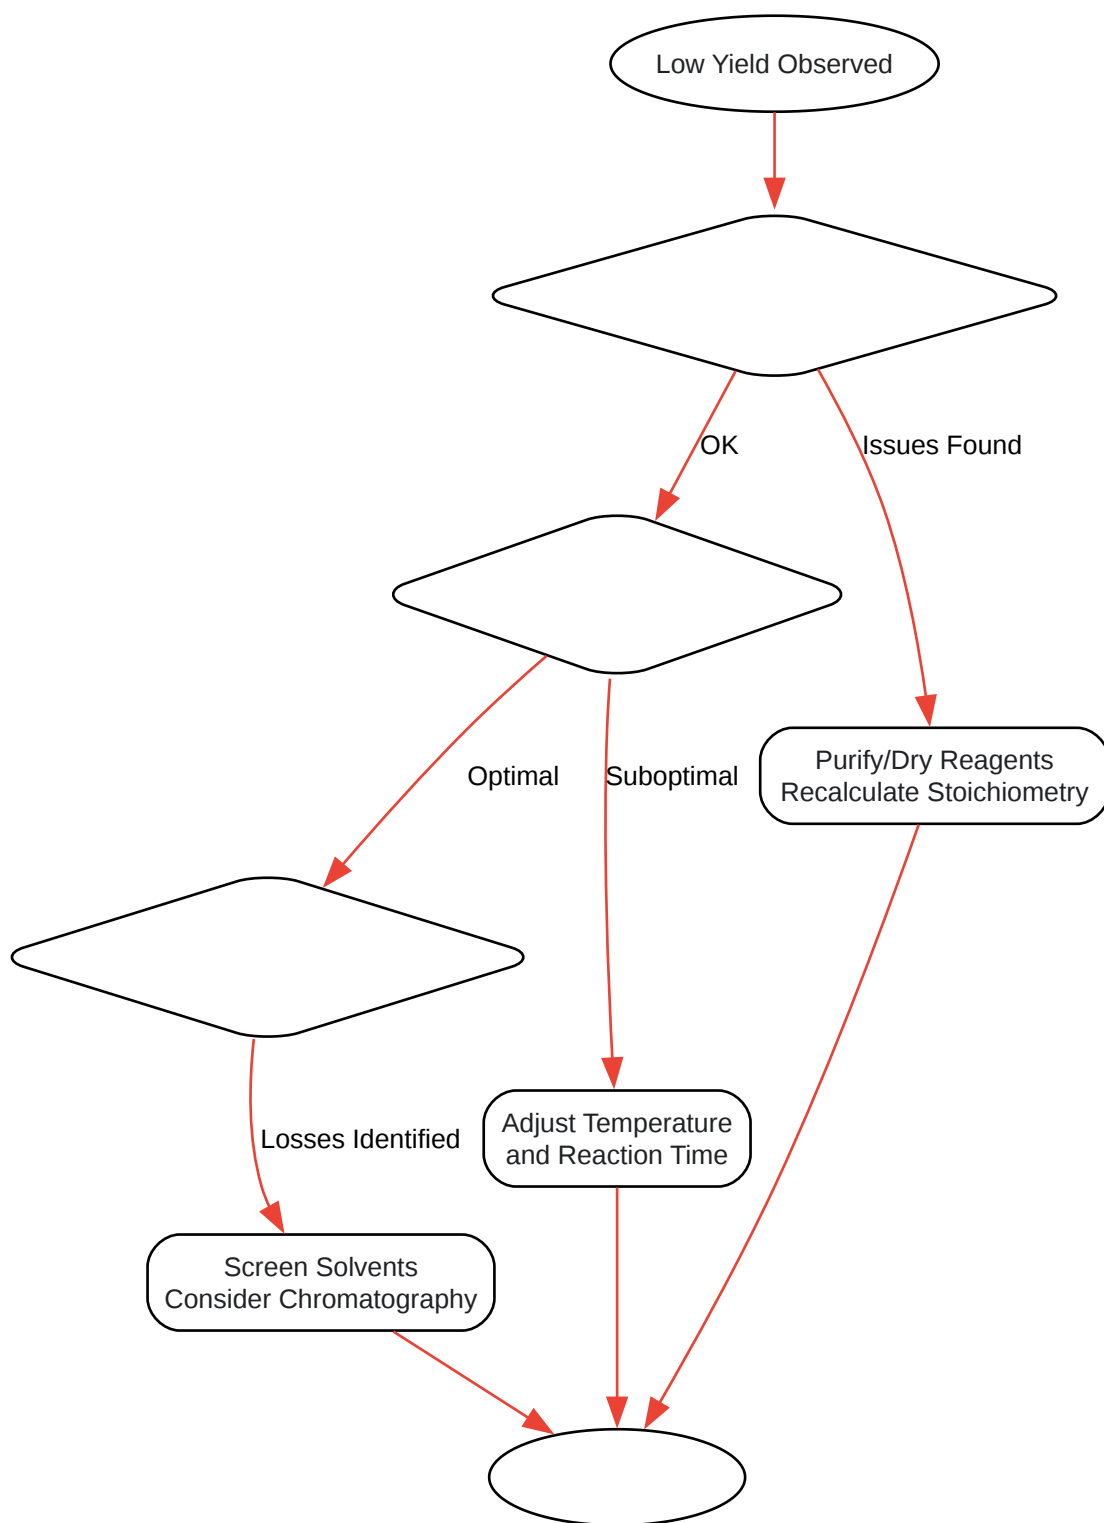 Low Yield Observed
OK
Issues Found
Optimal
Suboptimal
Purify/Dry Reagents
Recalculate Stoichiometry
Losses Identified
Adjust Temperature
and Reaction Time
Screen Solvents
Consider Chromatography